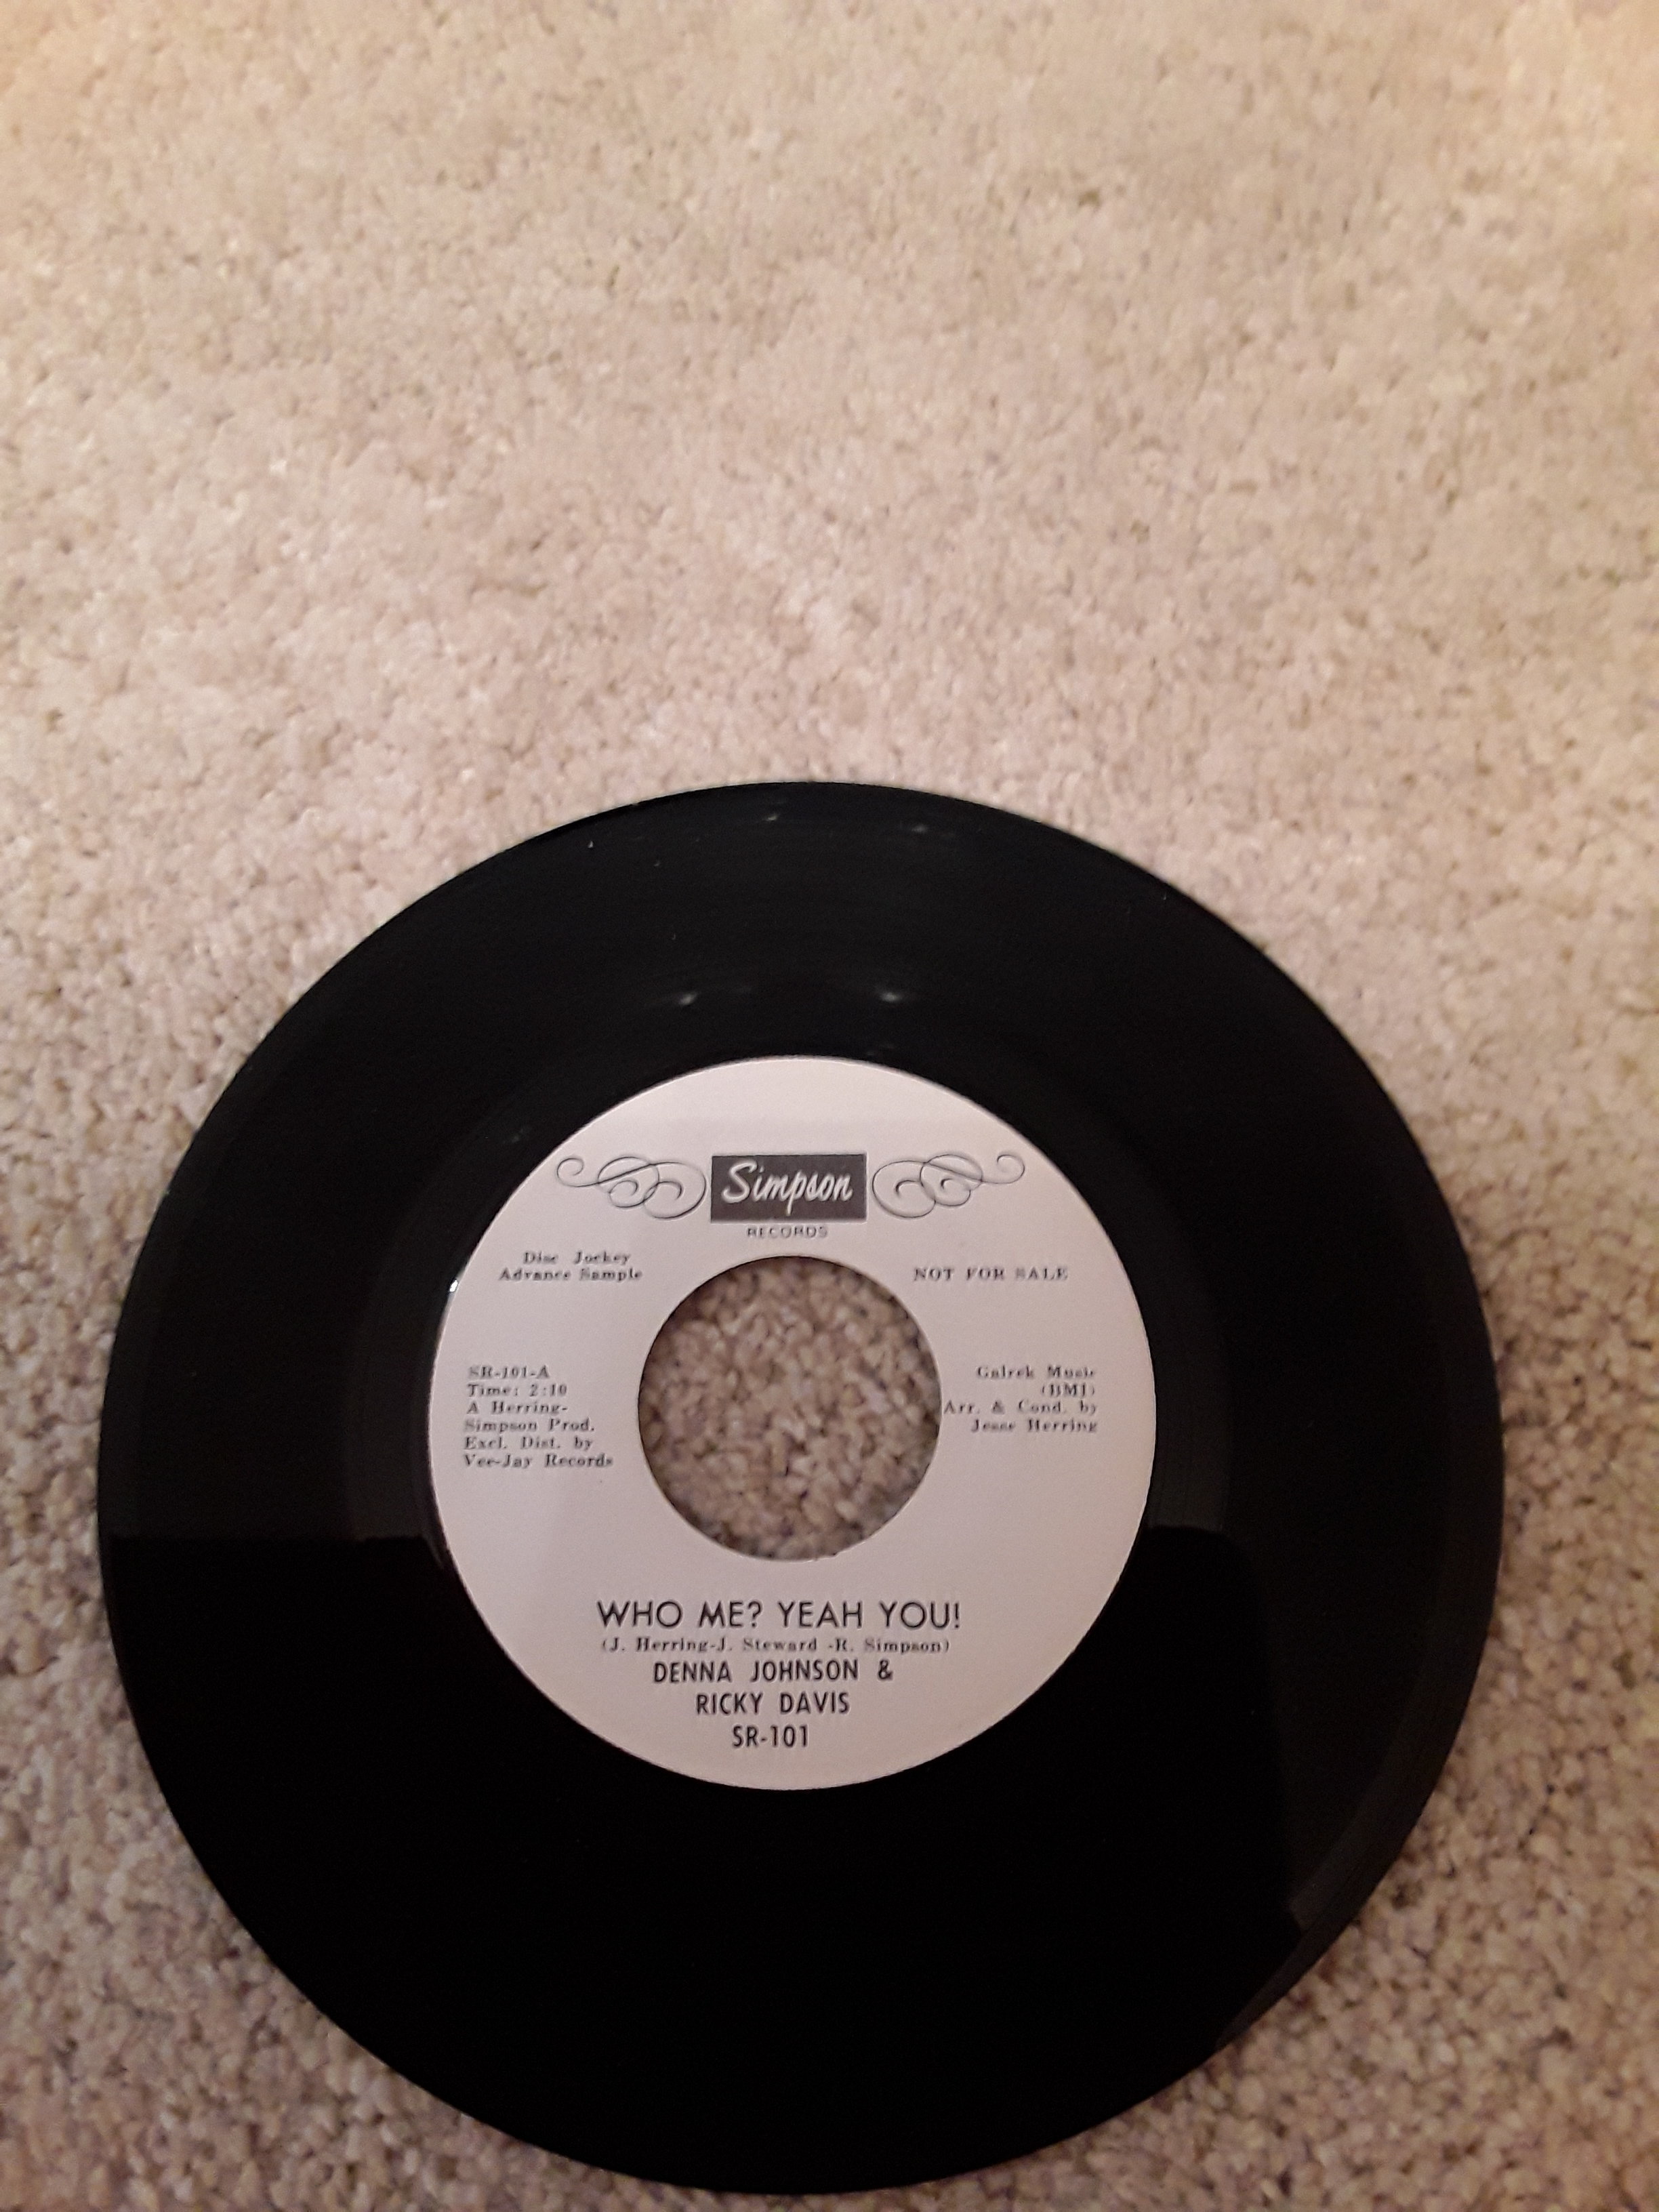 Simpson
RECORDS
Disc Jockey
Advance Sample
NOT FOR SALE
SR-101-A
Time: 2:10
A Herring-
Simpson Prod.
Excl. Dist. by
Vee-Jay Records
Galrek Music
(BMI)
Arr. & Cond. by
Jesse Herring
WHO ME? YEAH YOU!
(J. Herring-J. Steward -R. Simpson)
DENNA JOHNSON &
RICKY DAVIS
SR-101